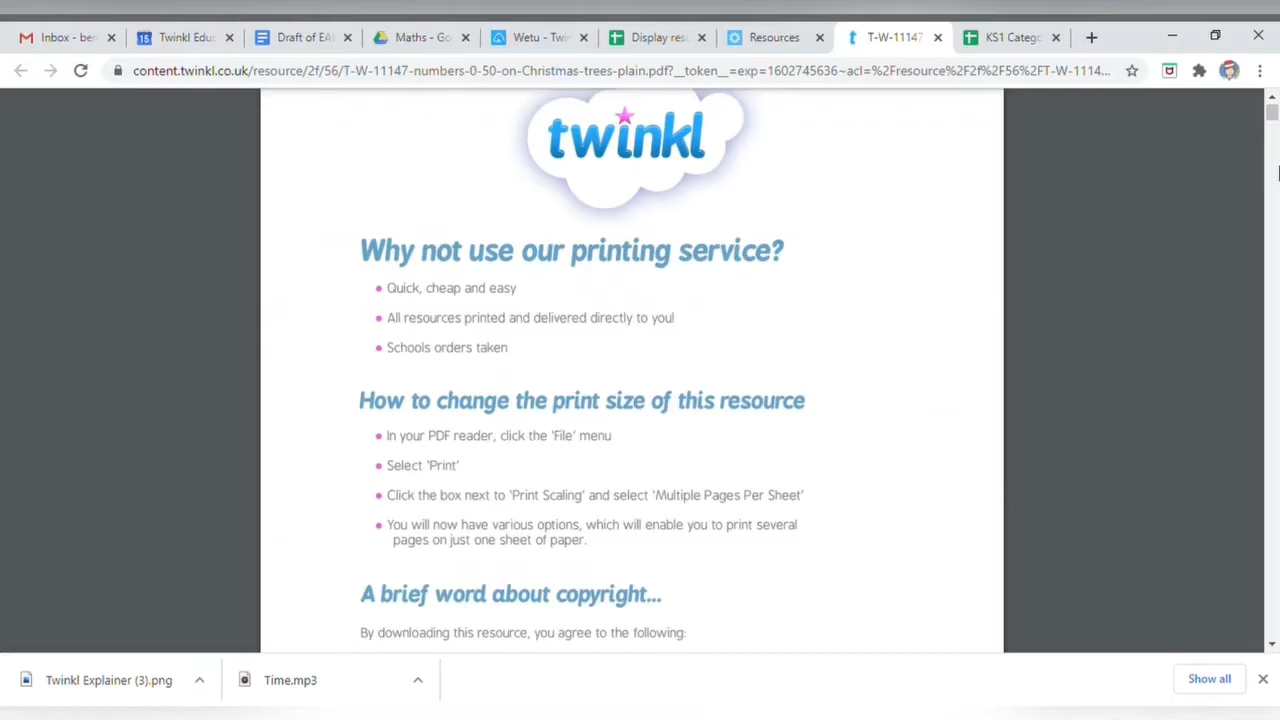 Inbox - ben
15
Twinkl Edu
Draft of EA
Maths - Go
Wetu - Twin
Display res
Resources
T-W-11147
KS1 Catego
content.twinkl.co.uk/resource/2f/56/T-W-11147-numbers-0-50-on-Christmas-trees-plain.pdf?__token__=exp=1602745636~acl=%2Fresource%2F2f%2F56%2FT-W-1114...
twinkl
Why not use our printing service?
• Quick, cheap and easy
• All resources printed and delivered directly to you!
• Schools orders taken
How to change the print size of this resource
• In your PDF reader, click the 'File' menu
• Select 'Print'
• Click the box next to 'Print Scaling' and select 'Multiple Pages Per Sheet'
• You will now have various options, which will enable you to print several
pages on just one sheet of paper.
A brief word about copyright...
By downloading this resource, you agree to the following:
Twinkl Explainer (3).png
Time.mp3
Show all